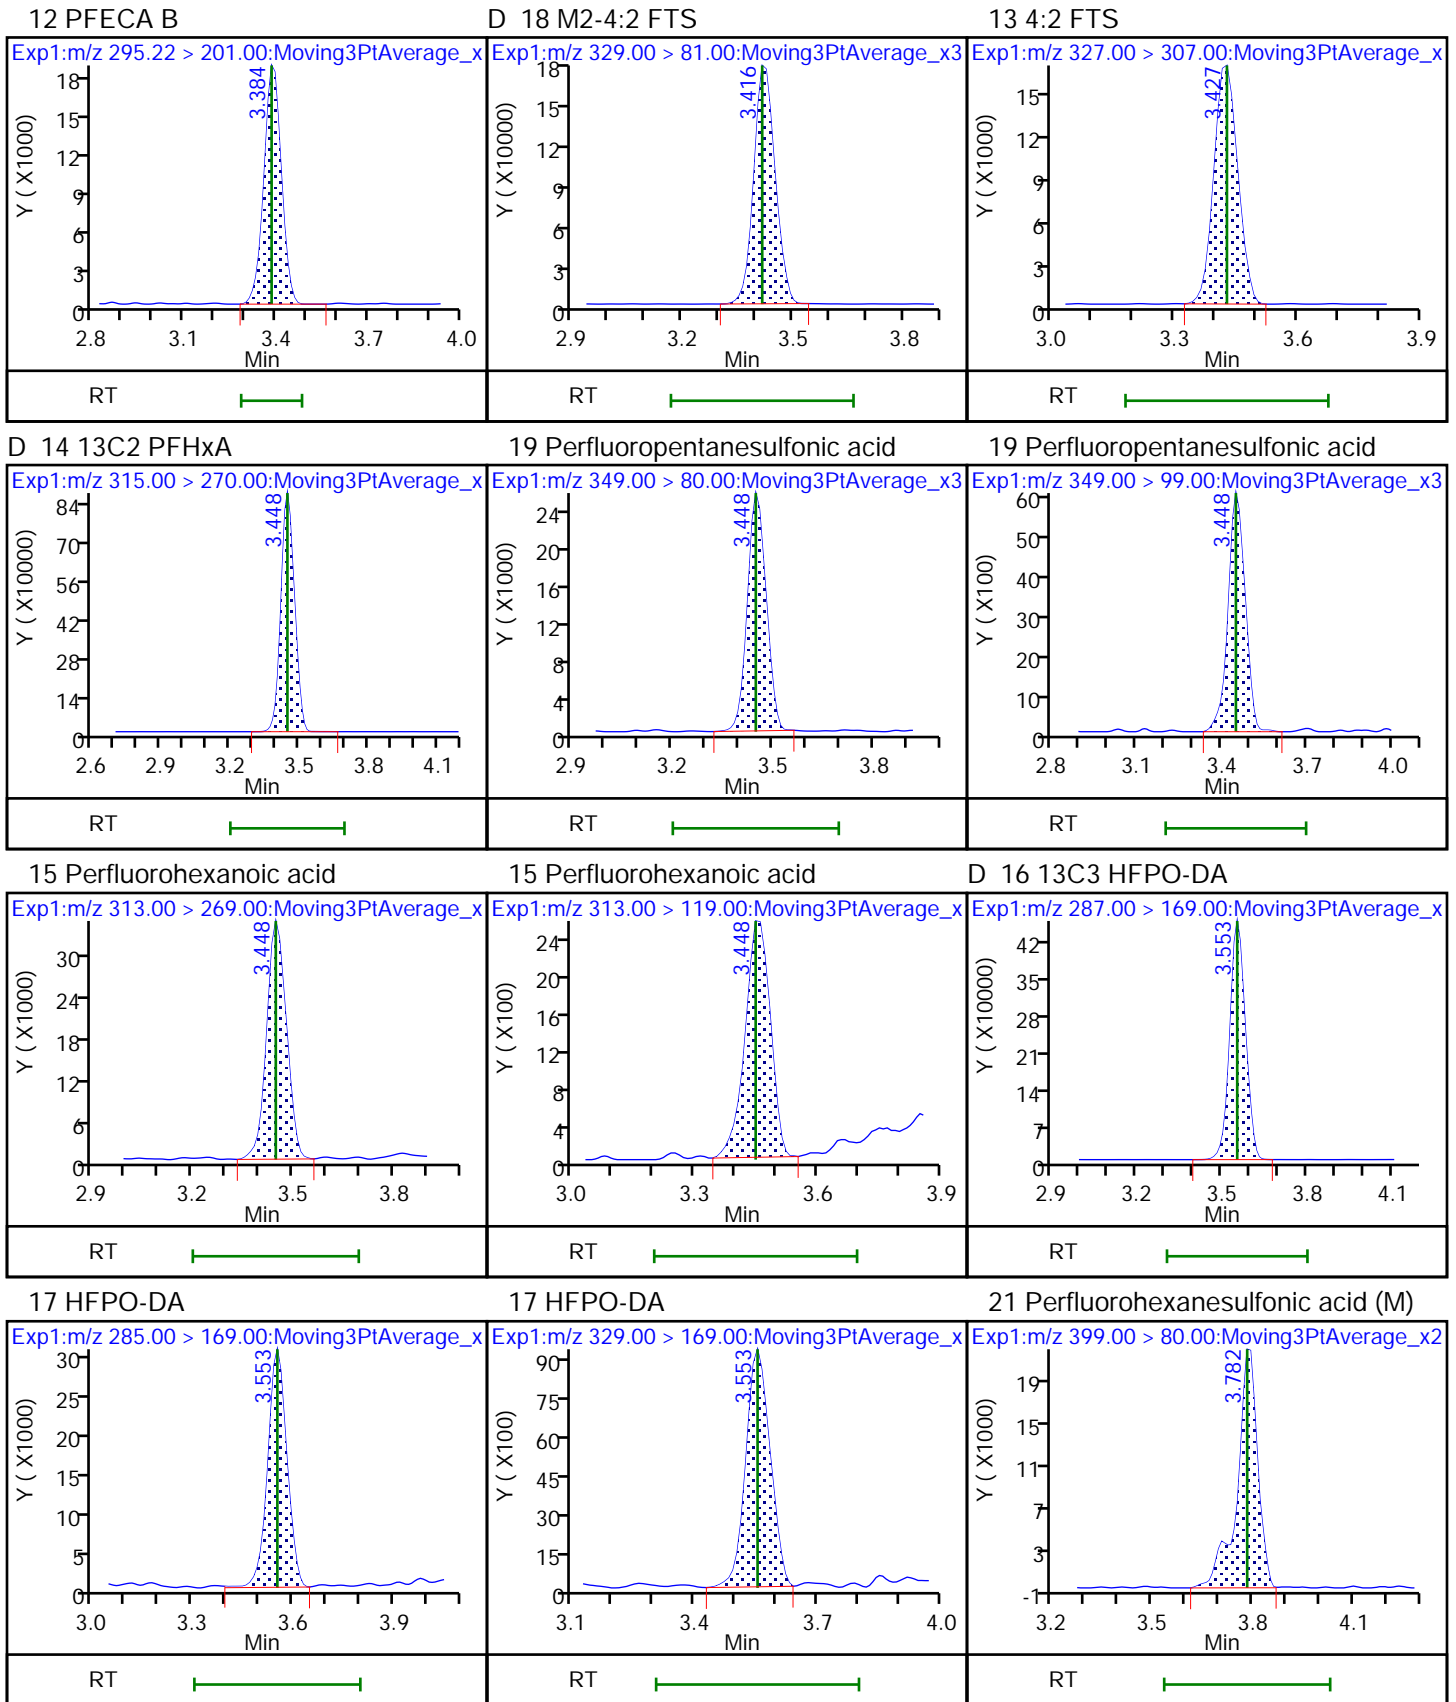 12 PFECA B
Exp1:m/z 295.22 > 201.00:Moving3PtAverage_x
3.384
Y ( X1000)
18
15
12
9
6
3
0
2.8 3.1 3.4 3.7 4.0
Min
RT
D 18 M2-4:2 FTS
Exp1:m/z 329.00 > 81.00:Moving3PtAverage_x3
3.416
Y ( X10000)
18
15
12
9
6
3
0
2.9 3.2 3.5 3.8
Min
RT
13 4:2 FTS
Exp1:m/z 327.00 > 307.00:Moving3PtAverage_x
3.427
Y ( X1000)
15
12
9
6
3
0
3.0 3.3 3.6 3.9
Min
RT
D 14 13C2 PFHxA
Exp1:m/z 315.00 > 270.00:Moving3PtAverage_x
3.448
Y ( X10000)
84
70
56
42
28
14
0
2.6 2.9 3.2 3.5 3.8 4.1
Min
RT
19 Perfluoropentanesulfonic acid
Exp1:m/z 349.00 > 80.00:Moving3PtAverage_x3
3.448
Y ( X1000)
24
20
16
12
8
4
0
2.9 3.2 3.5 3.8
Min
RT
19 Perfluoropentanesulfonic acid
Exp1:m/z 349.00 > 99.00:Moving3PtAverage_x3
3.448
Y ( X100)
60
50
40
30
20
10
0
2.8 3.1 3.4 3.7 4.0
Min
RT
15 Perfluorohexanoic acid
Exp1:m/z 313.00 > 269.00:Moving3PtAverage_x
3.448
Y ( X1000)
30
24
18
12
6
0
2.9 3.2 3.5 3.8
Min
RT
15 Perfluorohexanoic acid
Exp1:m/z 313.00 > 119.00:Moving3PtAverage_x
3.448
Y ( X100)
24
20
16
12
8
4
0
3.0 3.3 3.6 3.9
Min
RT
D 16 13C3 HFPO-DA
Exp1:m/z 287.00 > 169.00:Moving3PtAverage_x
3.553
Y ( X10000)
42
35
28
21
14
7
0
2.9 3.2 3.5 3.8 4.1
Min
RT
17 HFPO-DA
Exp1:m/z 285.00 > 169.00:Moving3PtAverage_x
3.553
Y ( X1000)
30
25
20
15
10
5
0
3.0 3.3 3.6 3.9
Min
RT
17 HFPO-DA
Exp1:m/z 329.00 > 169.00:Moving3PtAverage_x
3.553
Y ( X100)
90
75
60
45
30
15
0
3.1 3.4 3.7 4.0
Min
RT
21 Perfluorohexanesulfonic acid (M)
Exp1:m/z 399.00 > 80.00:Moving3PtAverage_x2
3.782
Y ( X1000)
19
15
11
7
3
-1
3.2 3.5 3.8 4.1
Min
RT